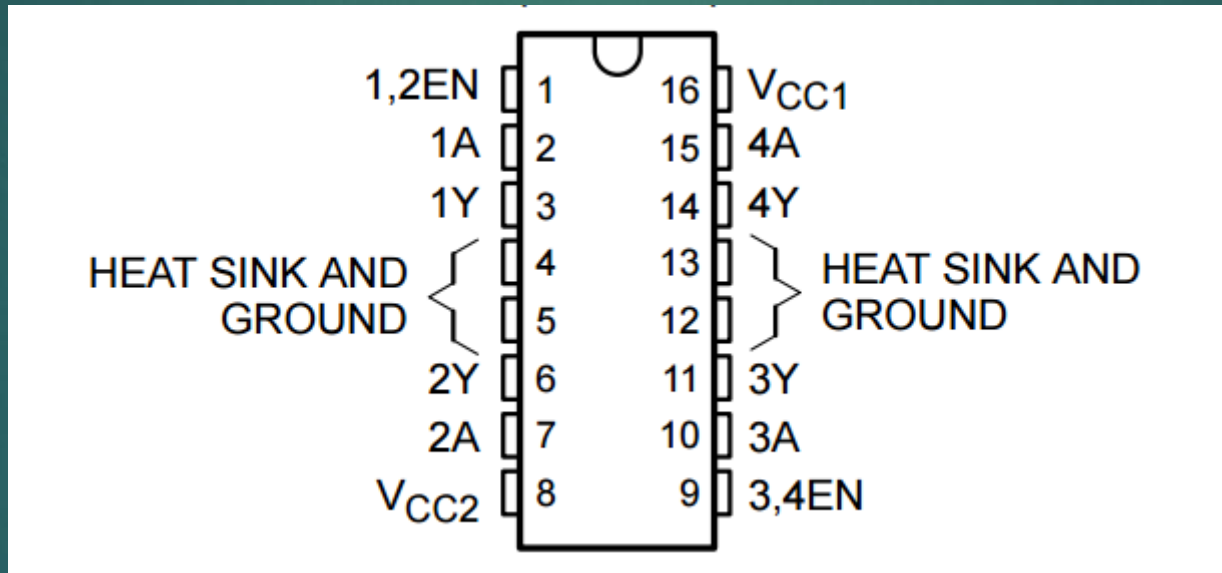 1,2EN 1 16 VCC1
1A 2 15 4A
1Y 3 14 4Y
HEAT SINK AND 4 13 HEAT SINK AND
GROUND 5 12 GROUND
2Y 6 11 3Y
2A 7 10 3A
VCC2 8 9 3,4EN